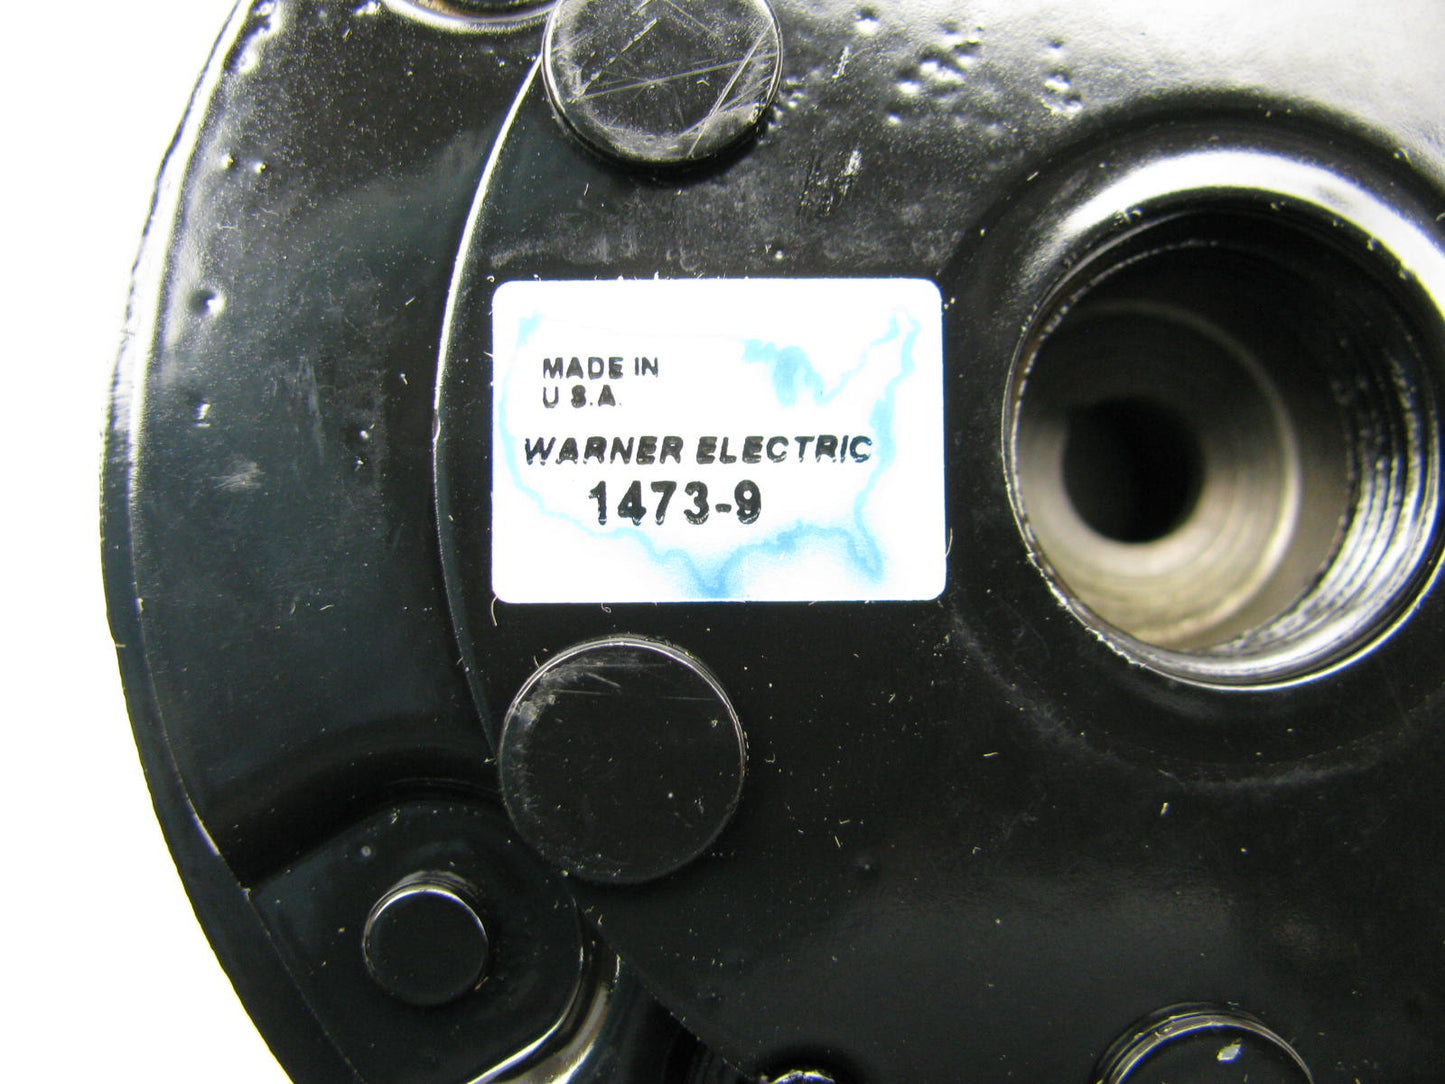 MADE IN
U.S.A.
WARNER ELECTRIC
1473-9